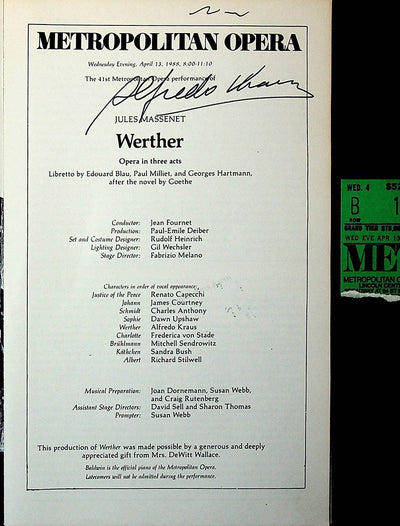 METROPOLITAN OPERA
Wednesday Evening, April 13, 1988, 8:00-11:10
The 41st Metropolitan Opera performance of
Alfredo Kraus
JULES MASSENET
Werther
Opera in three acts
Libretto by Edouard Blau, Paul Milliet, and Georges Hartmann,
after the novel by Goethe
Conductor: Jean Fournet
Production: Paul-Emile Deiber
Set and Costume Designer: Rudolf Heinrich
Lighting Designer: Gil Wechsler
Stage Director: Fabrizio Melano
Characters in order of vocal appearance
Justice of the Peace Renato Capecchi
Johann James Courtney
Schmidt Charles Anthony
Sophie Dawn Upshaw
Werther Alfredo Kraus
Charlotte Frederica von Stade
Brühlmann Mitchell Sendrowitz
Käthchen Sandra Bush
Albert Richard Stilwell
Musical Preparation: Joan Dornemann, Susan Webb,
and Craig Rutenberg
Assistant Stage Directors: David Sell and Sharon Thomas
Prompter: Susan Webb
This production of Werther was made possible by a generous and deeply
appreciated gift from Mrs. DeWitt Wallace.
Baldwin is the official piano of the Metropolitan Opera.
Latecomers will not be admitted during the performance.
WED. 4 $52
B 1
ROW
GRAND TIER
WED EVE APR 13
ME
METROPOLITAN
LINCOLN CENT